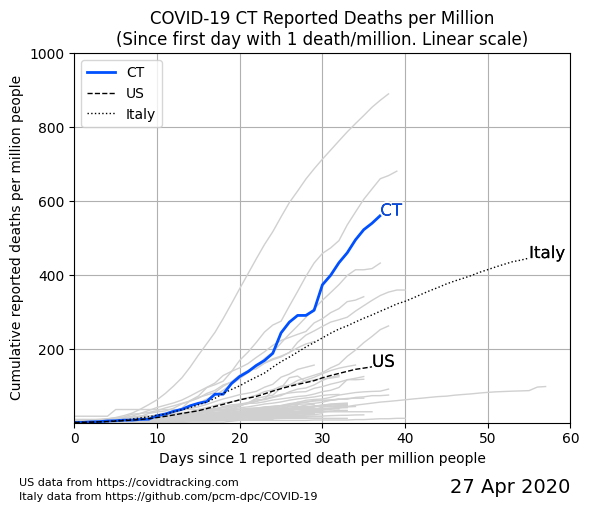 COVID-19 CT Reported Deaths per Million
(Since first day with 1 death/million. Linear scale)
Cumulative reported deaths per million people
1000
800
600
400
200
CT
US
Italy
CT
Italy
US
0
10
20
30
40
50
60
Days since 1 reported death per million people
US data from https://covidtracking.com
Italy data from https://github.com/pcm-dpc/COVID-19
27 Apr 2020